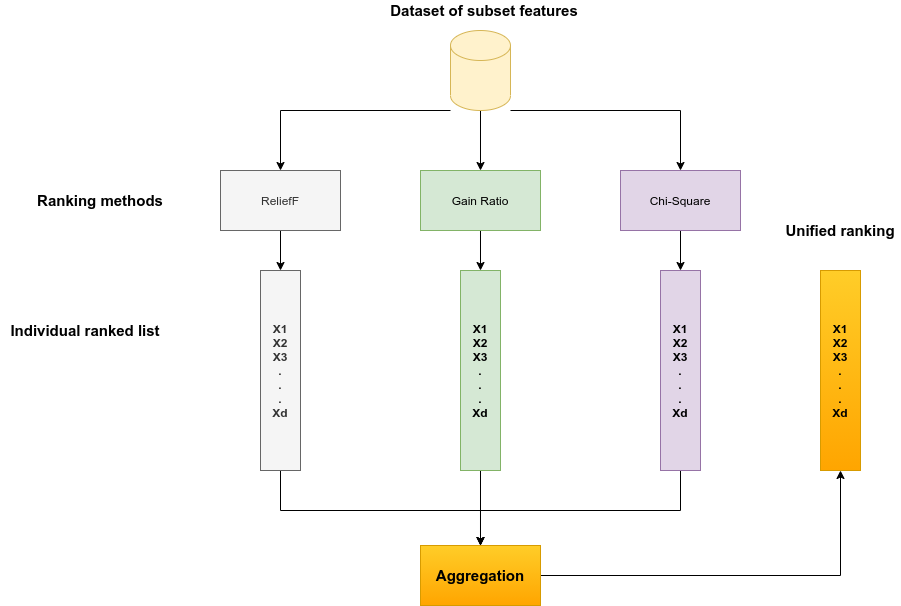 Dataset of subset features
Ranking methods
ReliefF
Gain Ratio
Chi-Square
Unified ranking
Individual ranked list
X1
X2
X3
.
.
.
Xd
X1
X2
X3
.
.
.
Xd
X1
X2
X3
.
.
.
Xd
X1
X2
X3
.
.
.
Xd
Aggregation